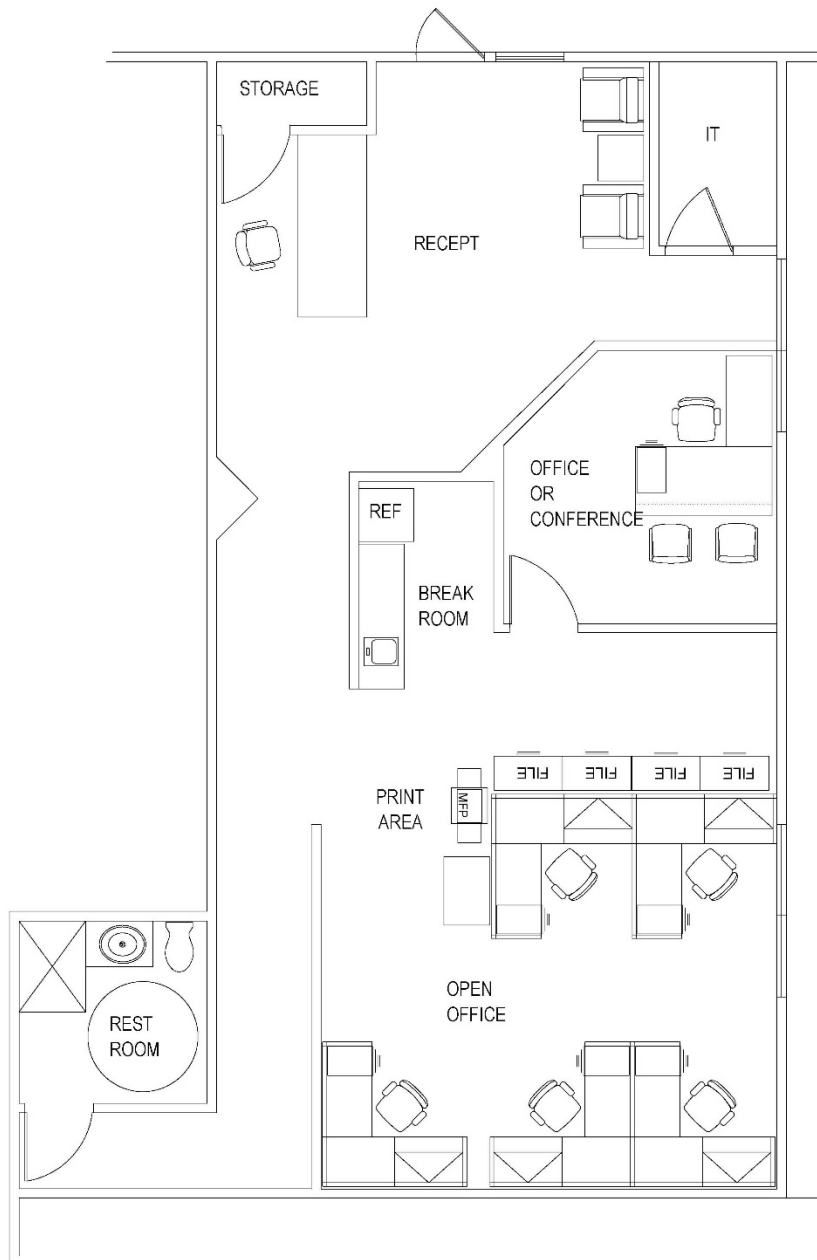 STORAGE
IT
RECEPT
OFFICE
OR
CONFERENCE
REF
BREAK
ROOM
FILE
FILE
FILE
FILE
PRINT
AREA
MFP
OPEN
OFFICE
REST
ROOM